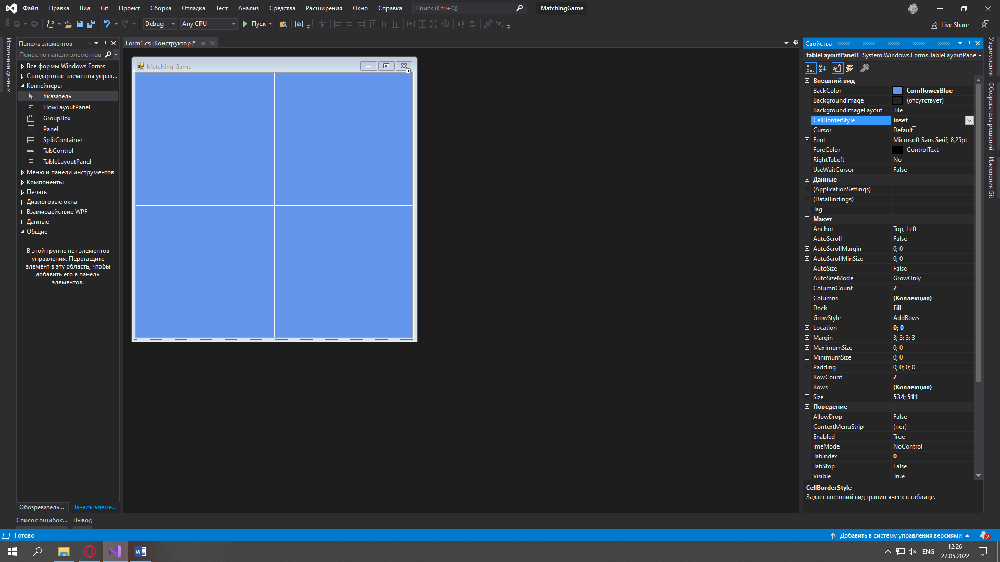 Файл Правка Вид Git Проект Сборка Отладка Тест Анализ Средства Расширения Окно Справка Поиск (Ctrl+Q) MatchingGame
Debug Any CPU Пуск Live Share
Источники данных
Панель элементов
Поиск по панели элементов
Все формы Windows Forms
Стандартные элементы управ...
Контейнеры
Указатель
FlowLayoutPanel
GroupBox
Panel
SplitContainer
TabControl
TableLayoutPanel
Меню и панели инструментов
Компоненты
Печать
Диалоговые окна
Взаимодействие WPF
Данные
Общие
В этой группе нет элементов
управления. Перетащите
элемент в эту область, чтобы
добавить его в панель
элементов.
Обозреватель... Панель элеме...
Form1.cs [Конструктор]*
Matching Game
Свойства
tableLayoutPanel1 System.Windows.Forms.TableLayoutPane
Внешний вид
BackColor CornflowerBlue
BackgroundImage (отсутствует)
BackgroundImageLayout Tile
CellBorderStyle Inset
Cursor Default
Font Microsoft Sans Serif; 8,25pt
ForeColor ControlText
RightToLeft No
UseWaitCursor False
Данные
(ApplicationSettings)
(DataBindings)
Tag
Макет
Anchor Top, Left
AutoScroll False
AutoScrollMargin 0; 0
AutoScrollMinSize 0; 0
AutoSize False
AutoSizeMode GrowOnly
ColumnCount 2
Columns (Коллекция)
Dock Fill
GrowStyle AddRows
Location 0; 0
Margin 3; 3; 3; 3
MaximumSize 0; 0
MinimumSize 0; 0
Padding 0; 0; 0; 0
RowCount 2
Rows (Коллекция)
Size 534; 511
Поведение
AllowDrop False
ContextMenuStrip (нет)
Enabled True
ImeMode NoControl
TabIndex 0
TabStop False
Visible True
CellBorderStyle
Задает внешний вид границ ячеек в таблице.
Уведомления
Обозреватель решений
Изменения Git
Список ошибок... Вывод
Готово Добавить в систему управления версиями 2
ENG 12:26
27.05.2022